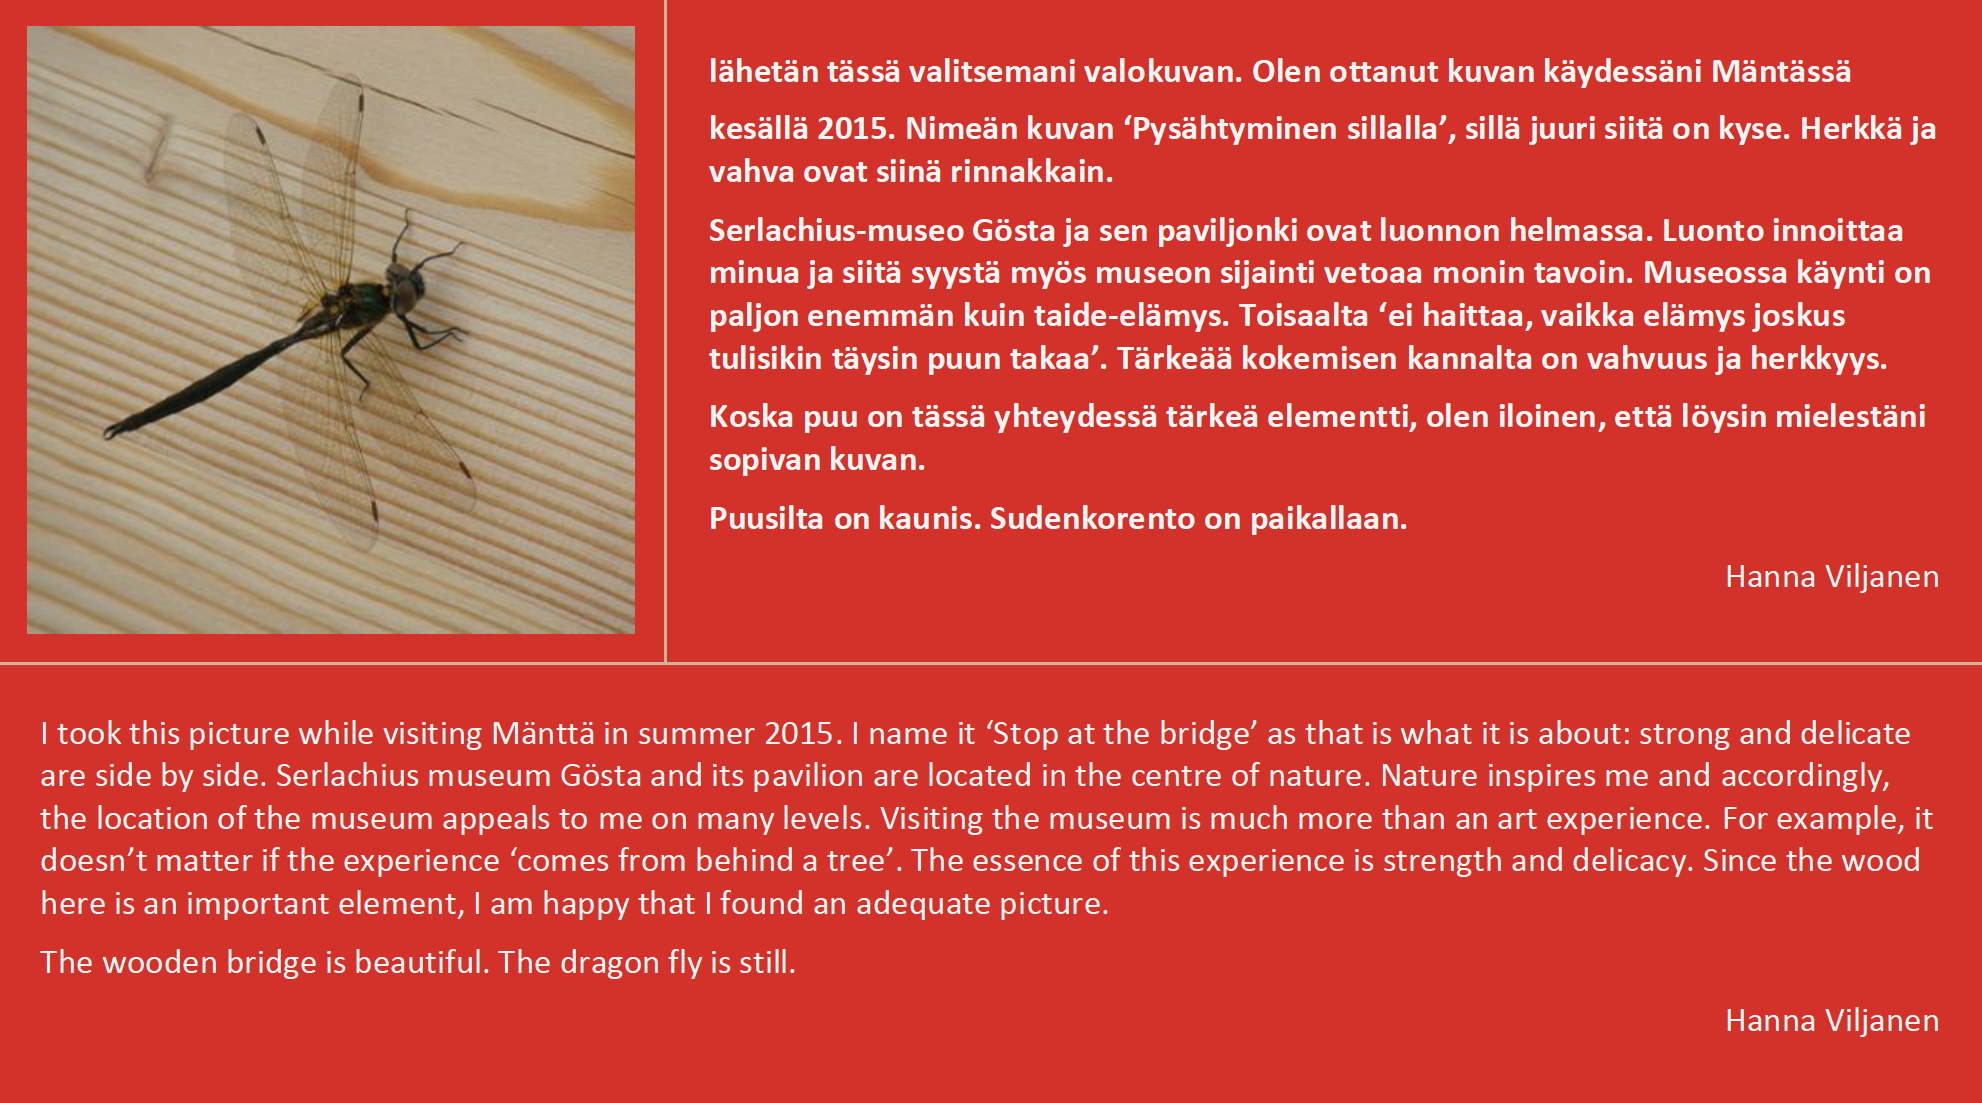 lähetän tässä valitsemani valokuvan. Olen ottanut kuvan käydessäni Mäntässä
kesällä 2015. Nimeän kuvan ‘Pysähtyminen sillalla’, sillä juuri siitä on kyse. Herkkä ja
vahva ovat siinä rinnakkain.
Serlachius-museo Gösta ja sen paviljonki ovat luonnon helmassa. Luonto innoittaa
minua ja siitä syystä myös museon sijainti vetoaa monin tavoin. Museossa käynti on
paljon enemmän kuin taide-elämys. Toisaalta ‘ei haittaa, vaikka elämys joskus
tulisikin täysin puun takaa’. Tärkeää kokemisen kannalta on vahvuus ja herkkyys.
Koska puu on tässä yhteydessä tärkeä elementti, olen iloinen, että löysin mielestäni
sopivan kuvan.
Puusilta on kaunis. Sudenkorento on paikallaan.
Hanna Viljanen
I took this picture while visiting Mänttä in summer 2015. I name it ‘Stop at the bridge’ as that is what it is about: strong and delicate
are side by side. Serlachius museum Gösta and its pavilion are located in the centre of nature. Nature inspires me and accordingly,
the location of the museum appeals to me on many levels. Visiting the museum is much more than an art experience. For example, it
doesn’t matter if the experience ‘comes from behind a tree’. The essence of this experience is strength and delicacy. Since the wood
here is an important element, I am happy that I found an adequate picture.
The wooden bridge is beautiful. The dragon fly is still.
Hanna Viljanen